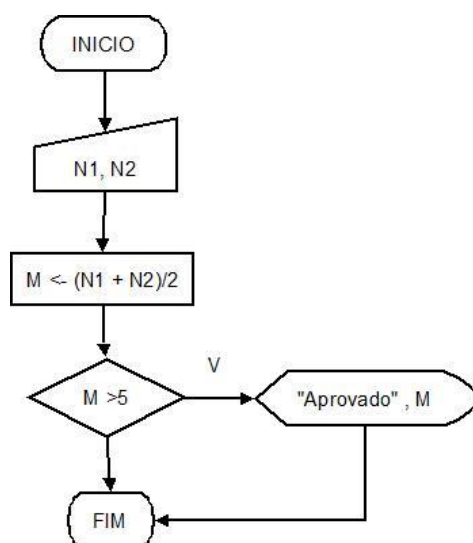 INICIO
N1, N2
M <- (N1 + N2)/2
M >5
V
"Aprovado" , M
FIM